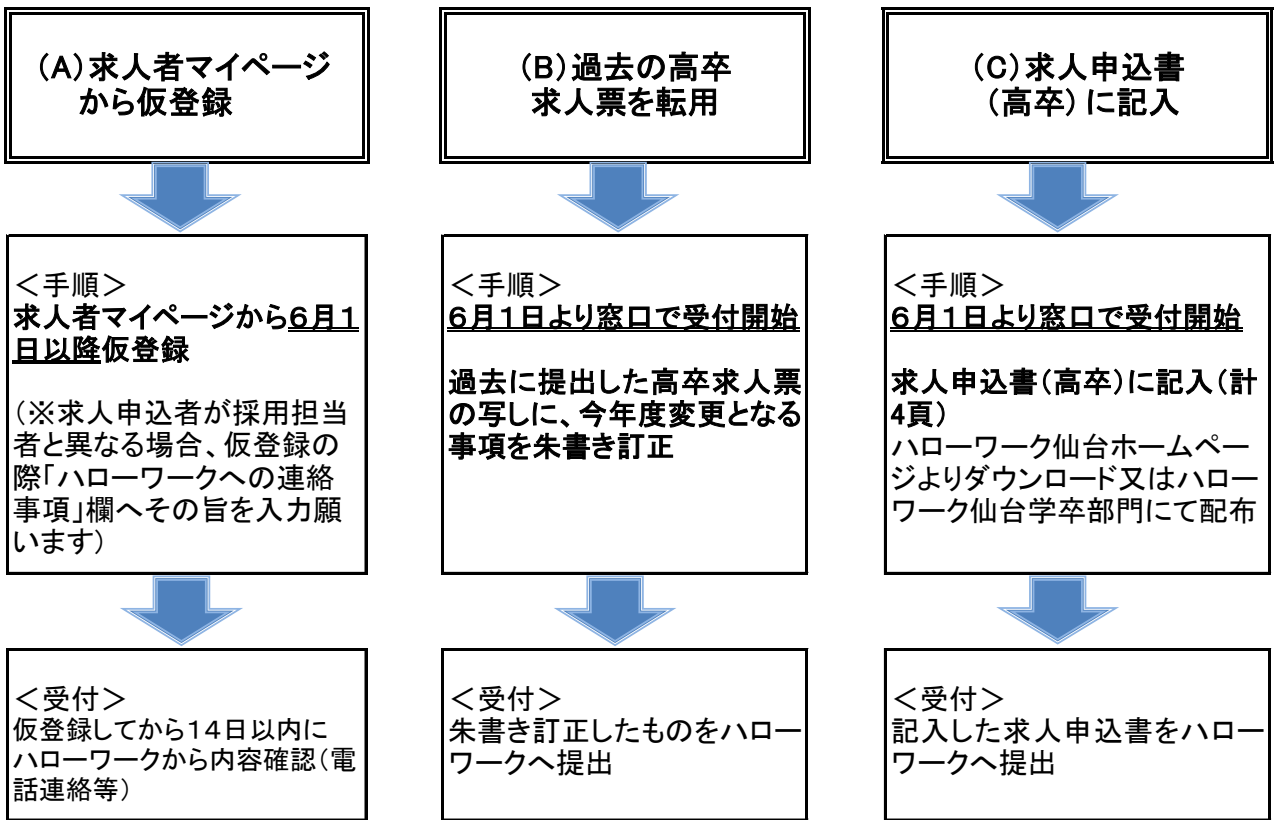 (A)求人者マイページ
から仮登録
(B)過去の高卒
求人票を転用
(C)求人申込書
(高卒)に記入
＜手順＞
求人者マイページから６月１
日以降仮登録
(※求人申込者が採用担当
者と異なる場合、仮登録の
際「ハローワークへの連絡
事項」欄へその旨を入力願
います)
＜手順＞
６月１日より窓口で受付開始
過去に提出した高卒求人票
の写しに、今年度変更となる
事項を朱書き訂正
＜手順＞
６月１日より窓口で受付開始
求人申込書(高卒)に記入(計
4頁)
ハローワーク仙台ホームペー
ジよりダウンロード又はハロー
ワーク仙台学卒部門にて配布
＜受付＞
仮登録してから１４日以内に
ハローワークから内容確認(電
話連絡等)
＜受付＞
朱書き訂正したものをハロー
ワークへ提出
＜受付＞
記入した求人申込書をハロー
ワークへ提出